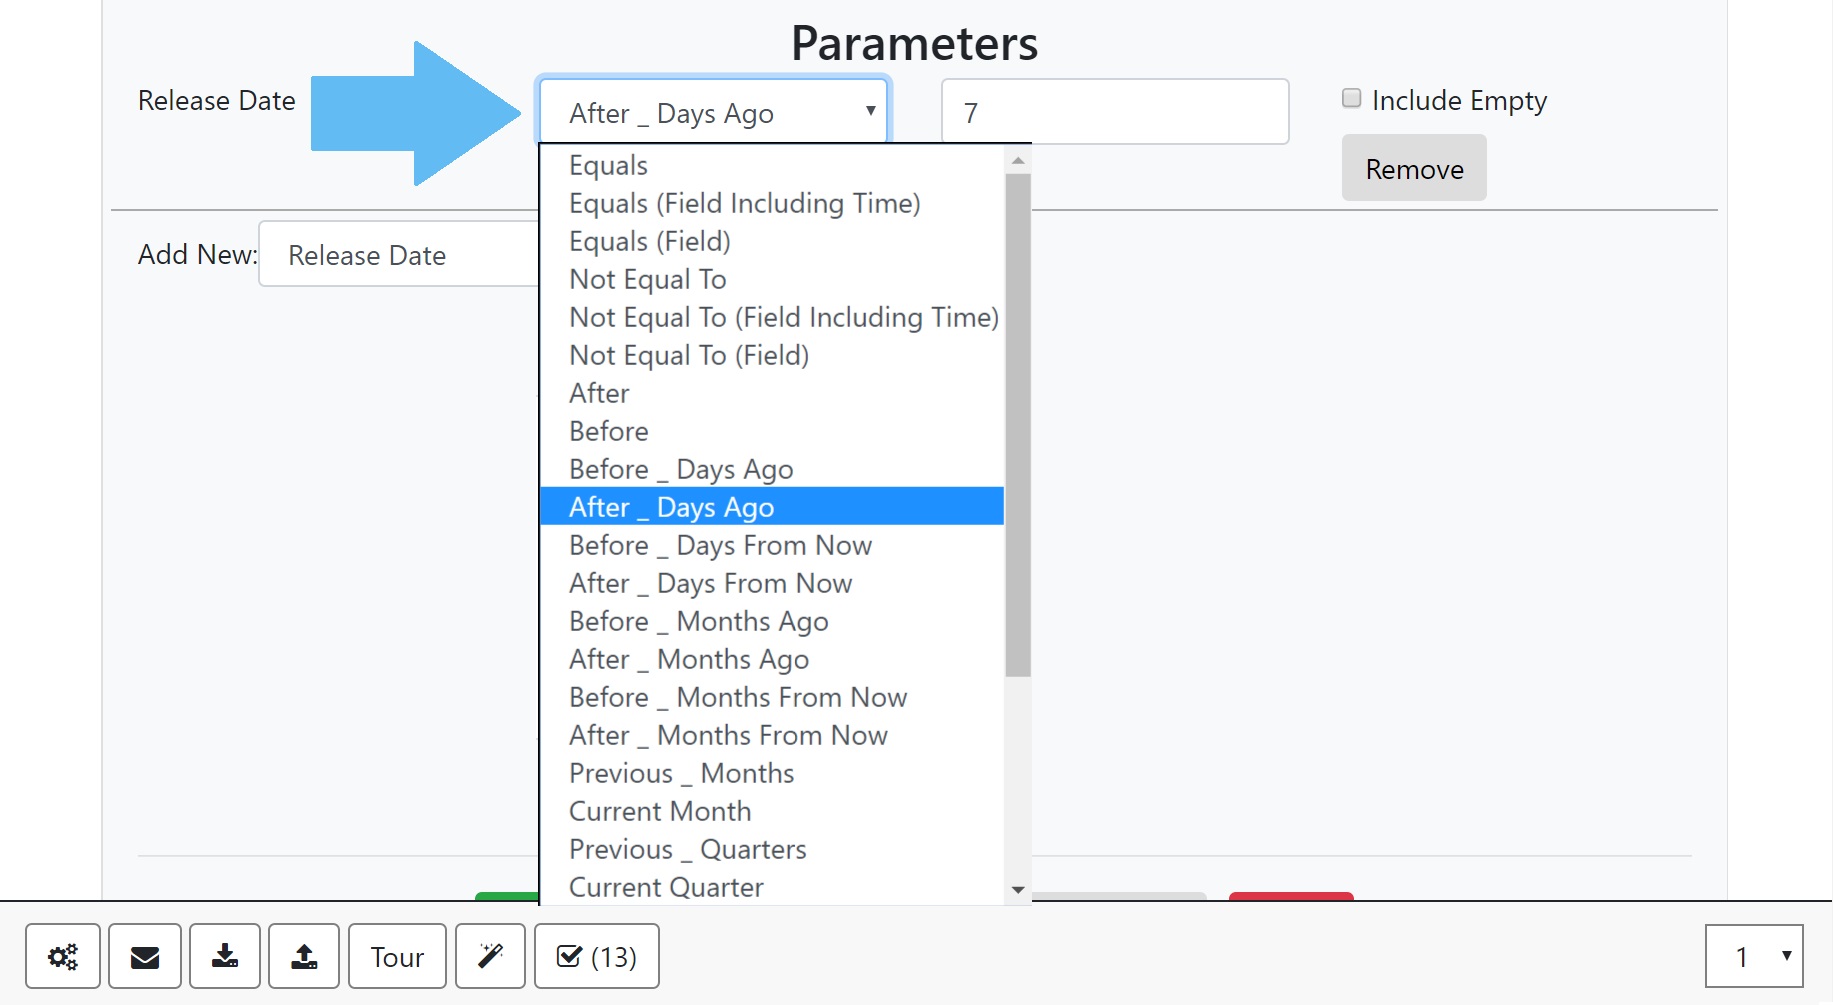 Parameters
Release Date
After _ Days Ago
7
Include Empty
Remove
Add New:
Release Date
Equals
Equals (Field Including Time)
Equals (Field)
Not Equal To
Not Equal To (Field Including Time)
Not Equal To (Field)
After
Before
Before _ Days Ago
After _ Days Ago
Before _ Days From Now
After _ Days From Now
Before _ Months Ago
After _ Months Ago
Before _ Months From Now
After _ Months From Now
Previous _ Months
Current Month
Previous _ Quarters
Current Quarter
Tour
(13)
1